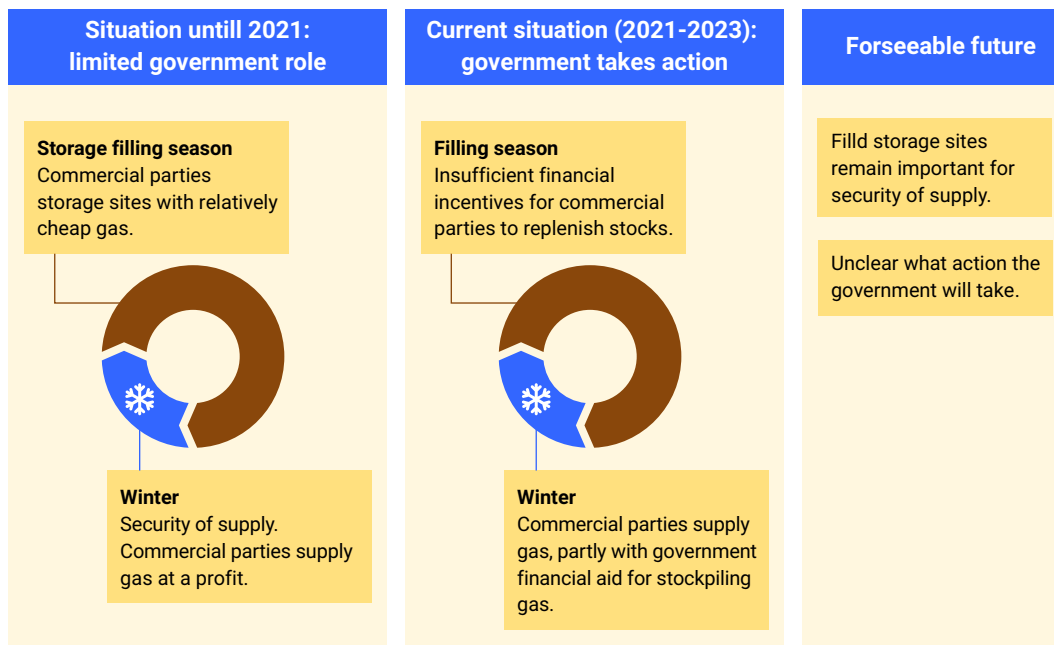 Situation untill 2021:
limited government role
Storage filling season
Commercial parties
storage sites with relatively
cheap gas.
Winter
Security of supply.
Commercial parties supply
gas at a profit.
Current situation (2021-2023):
government takes action
Filling season
Insufficient financial
incentives for commercial
parties to replenish stocks.
Winter
Commercial parties supply
gas, partly with government
financial aid for stockpiling
gas.
Forseeable future
Filld storage sites
remain important for
security of supply.
Unclear what action the
government will take.